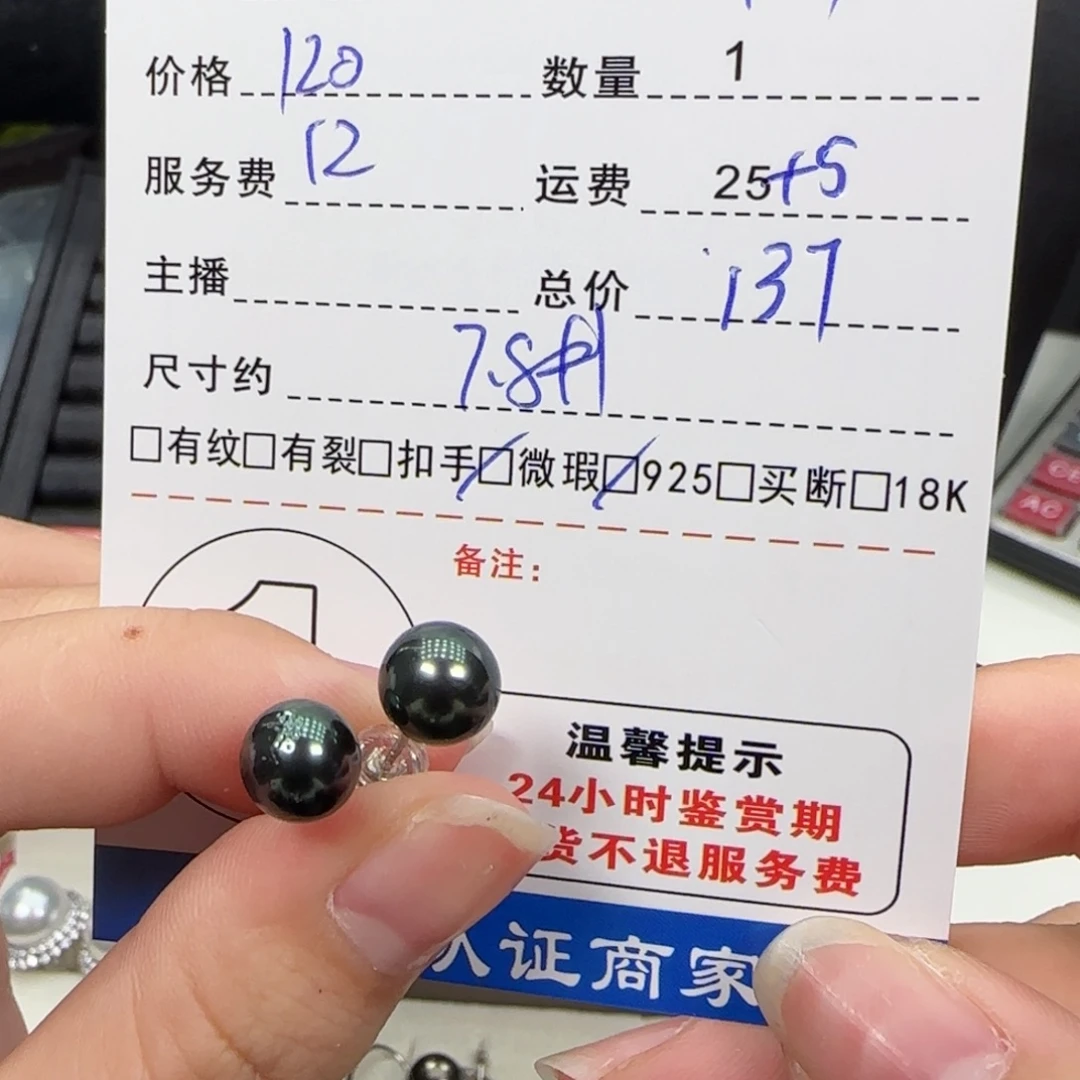 价格 120 数量 1
服务费 12 运费 25+5
主播 总价 137
尺寸约 7.8
□有纹□有裂□扣手☑微瑕☑925□买断□18K
备注：
1
温馨提示
24小时鉴赏期
货不退服务费
认证商家
AC